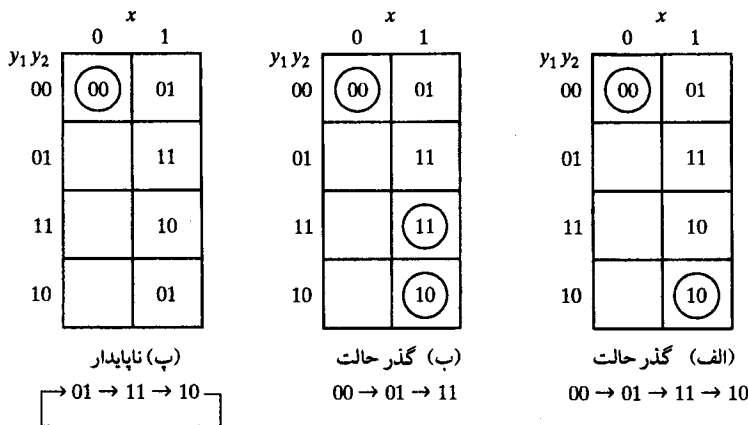 x x x
0 1 0 1 0 1
y₁ y₂ y₁ y₂ y₁ y₂
00 00 01 00 00 01 00 00 01
01 11 01 11 01 11
11 10 11 11 11 10
10 01 10 10 10 10
(پ) ناپایدار (ب) گذر حالت (الف) گذر حالت
→ 01 → 11 → 10 00 → 01 → 11 00 → 01 → 11 → 10